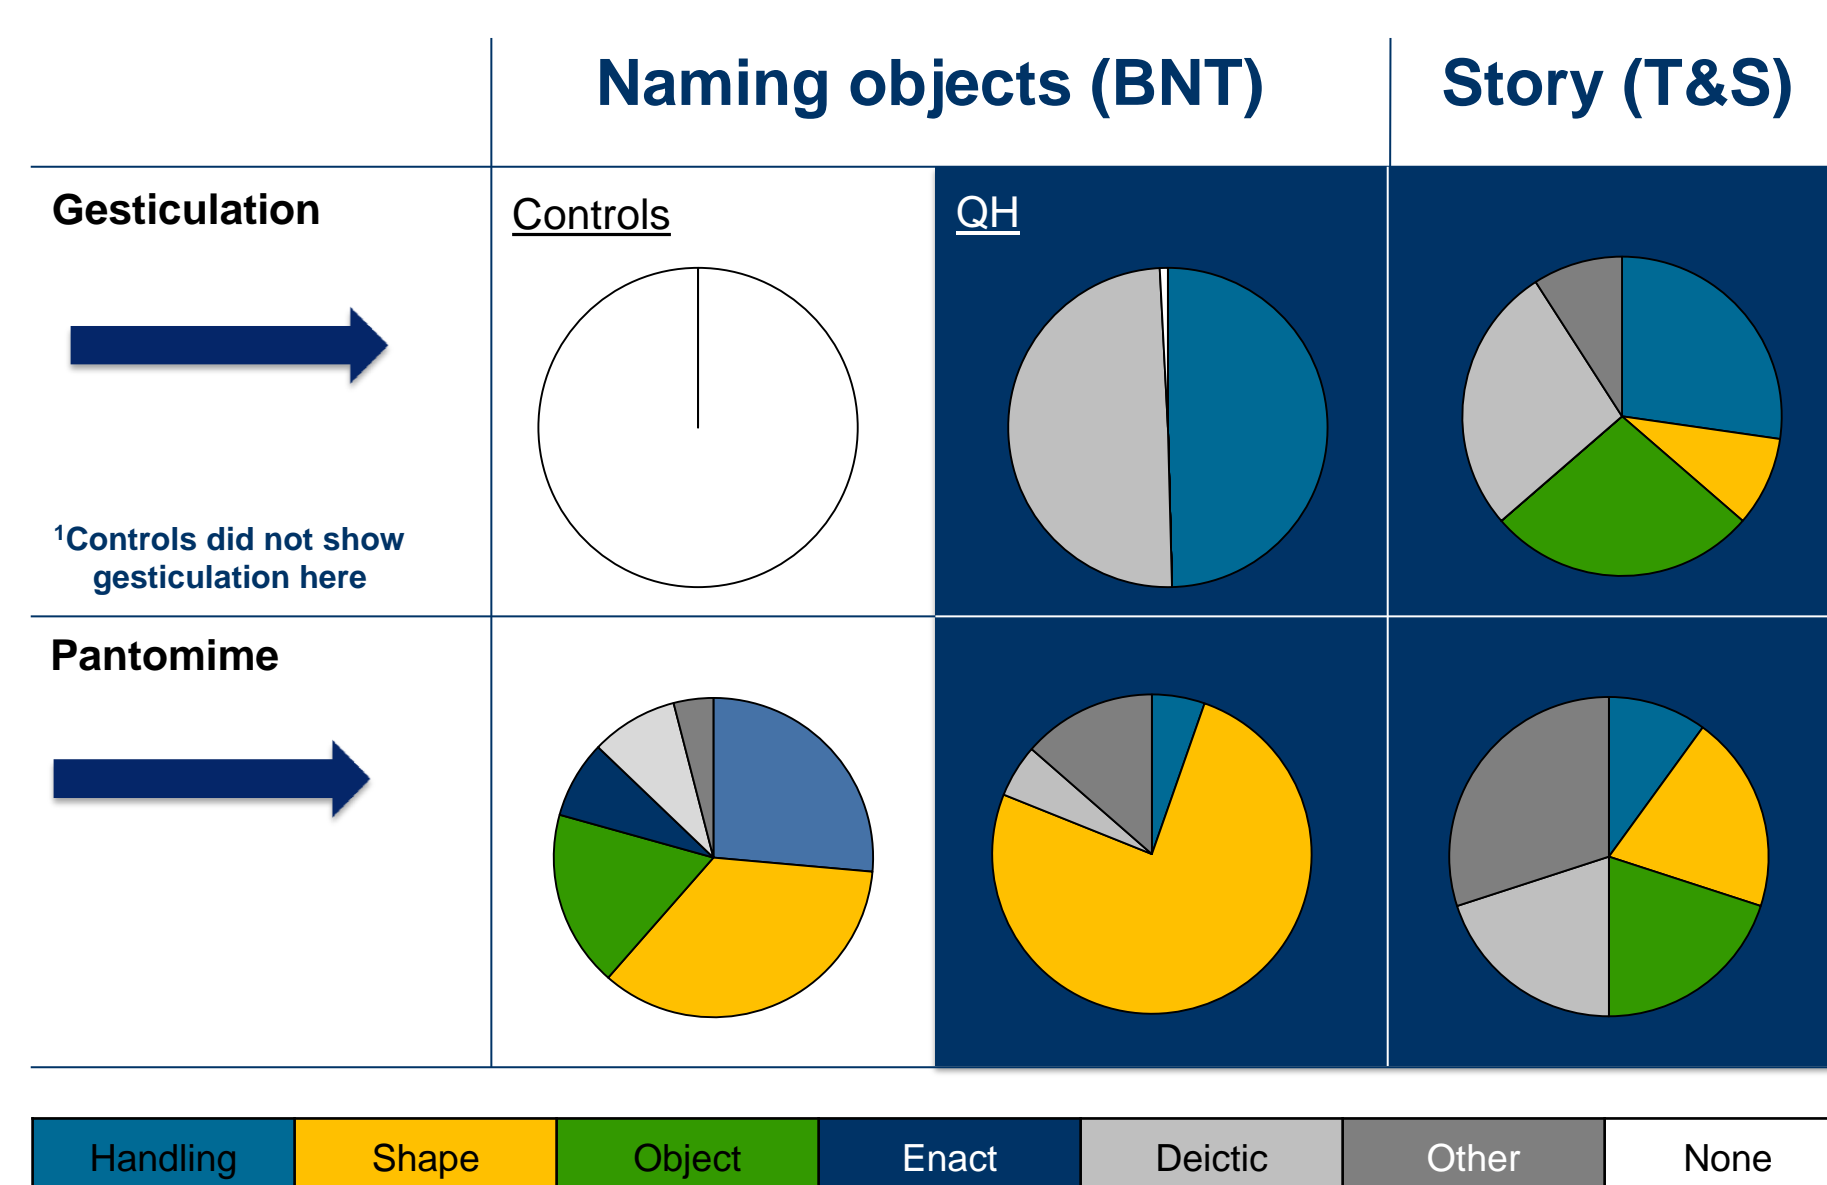 Naming objects (BNT)
Story (T&S)
Gesticulation
Controls
QH
¹Controls did not show
gesticulation here
Pantomime
Handling
Shape
Object
Enact
Deictic
Other
None